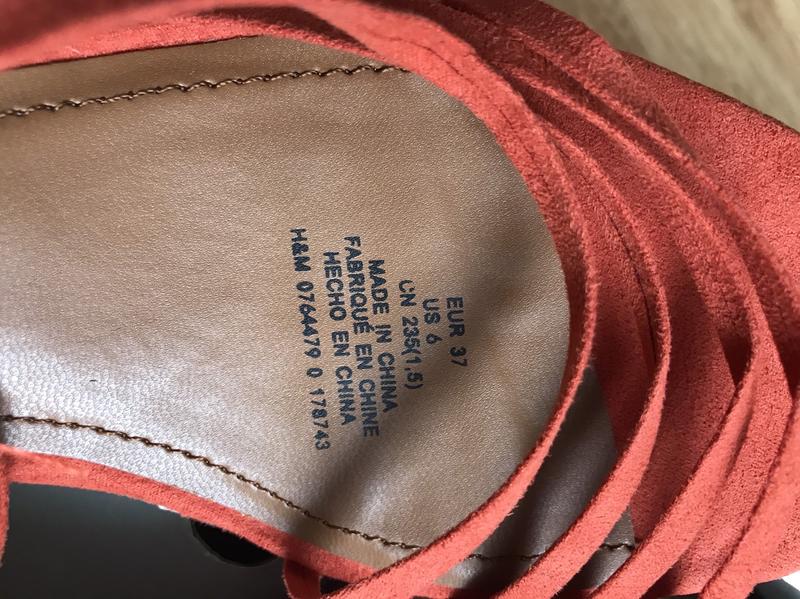 EUR 37
US 6
CN 235(1,5)
MADE IN CHINA
FABRIQUÉ EN CHINE
HECHO EN CHINA
H&M 0764479 0 178743